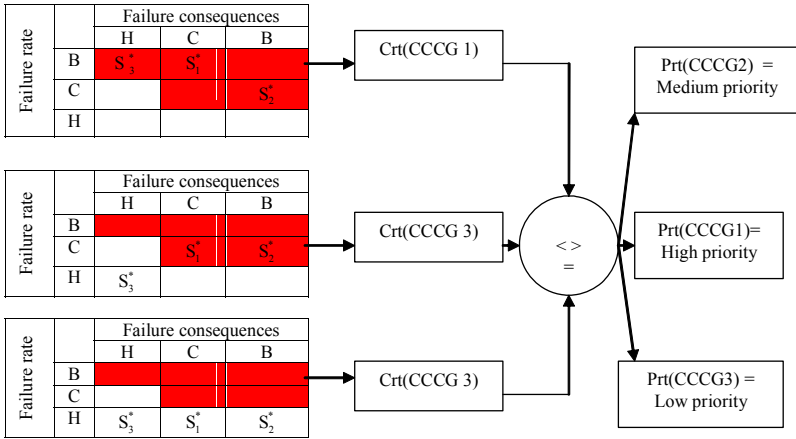 Failure rate
Failure consequences
H C B
B S*3 S*1
C S*2
H
Crt(CCCG 1)
Failure rate
Failure consequences
H C B
B
C S*1 S*2
H S*3
Crt(CCCG 3)
Failure rate
Failure consequences
H C B
B
C
H S*3 S*1 S*2
Crt(CCCG 3)
< >
=
Prt(CCCG2) =
Medium priority
Prt(CCCG1)=
High priority
Prt(CCCG3) =
Low priority